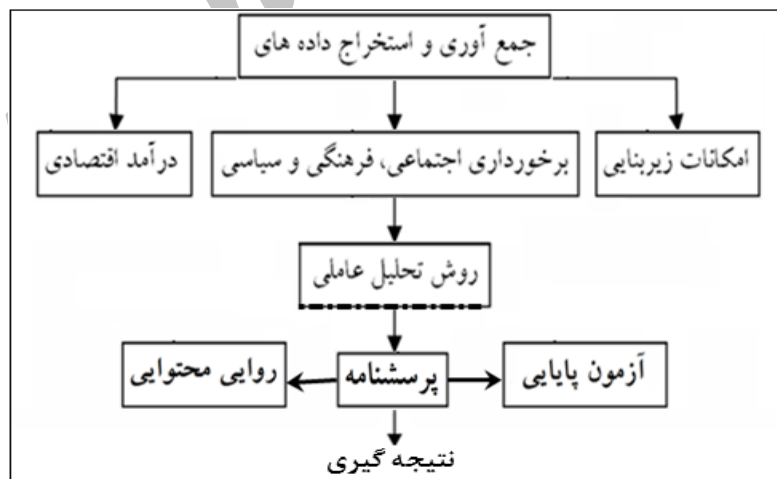 جمع آوری و استخراج داده های
امکانات زیربنایی
برخورداری اجتماعی، فرهنگی و سیاسی
درآمد اقتصادی
روش تحلیل عاملی
آزمون پایایی
پرسشنامه
روایی محتوایی
نتیجه گیری